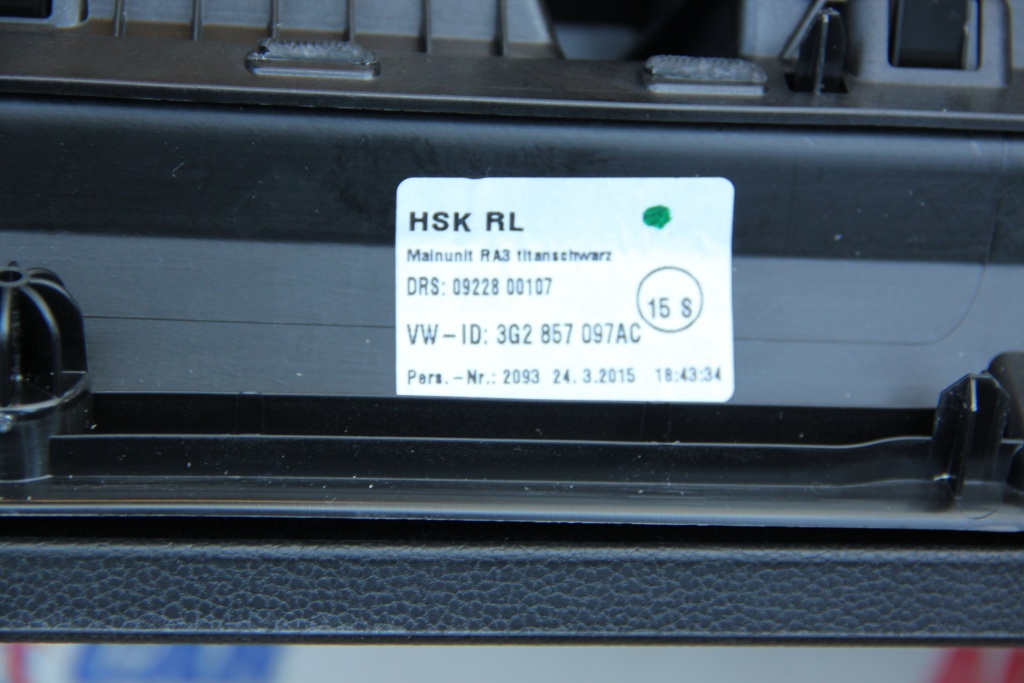 HSK RL
Mainunit RA3 titanschwarz
DRS: 09228 00107
15 S
VW-ID: 3G2 857 097AC
Pers.-Nr.: 2093 24. 3.2015 18:43:34